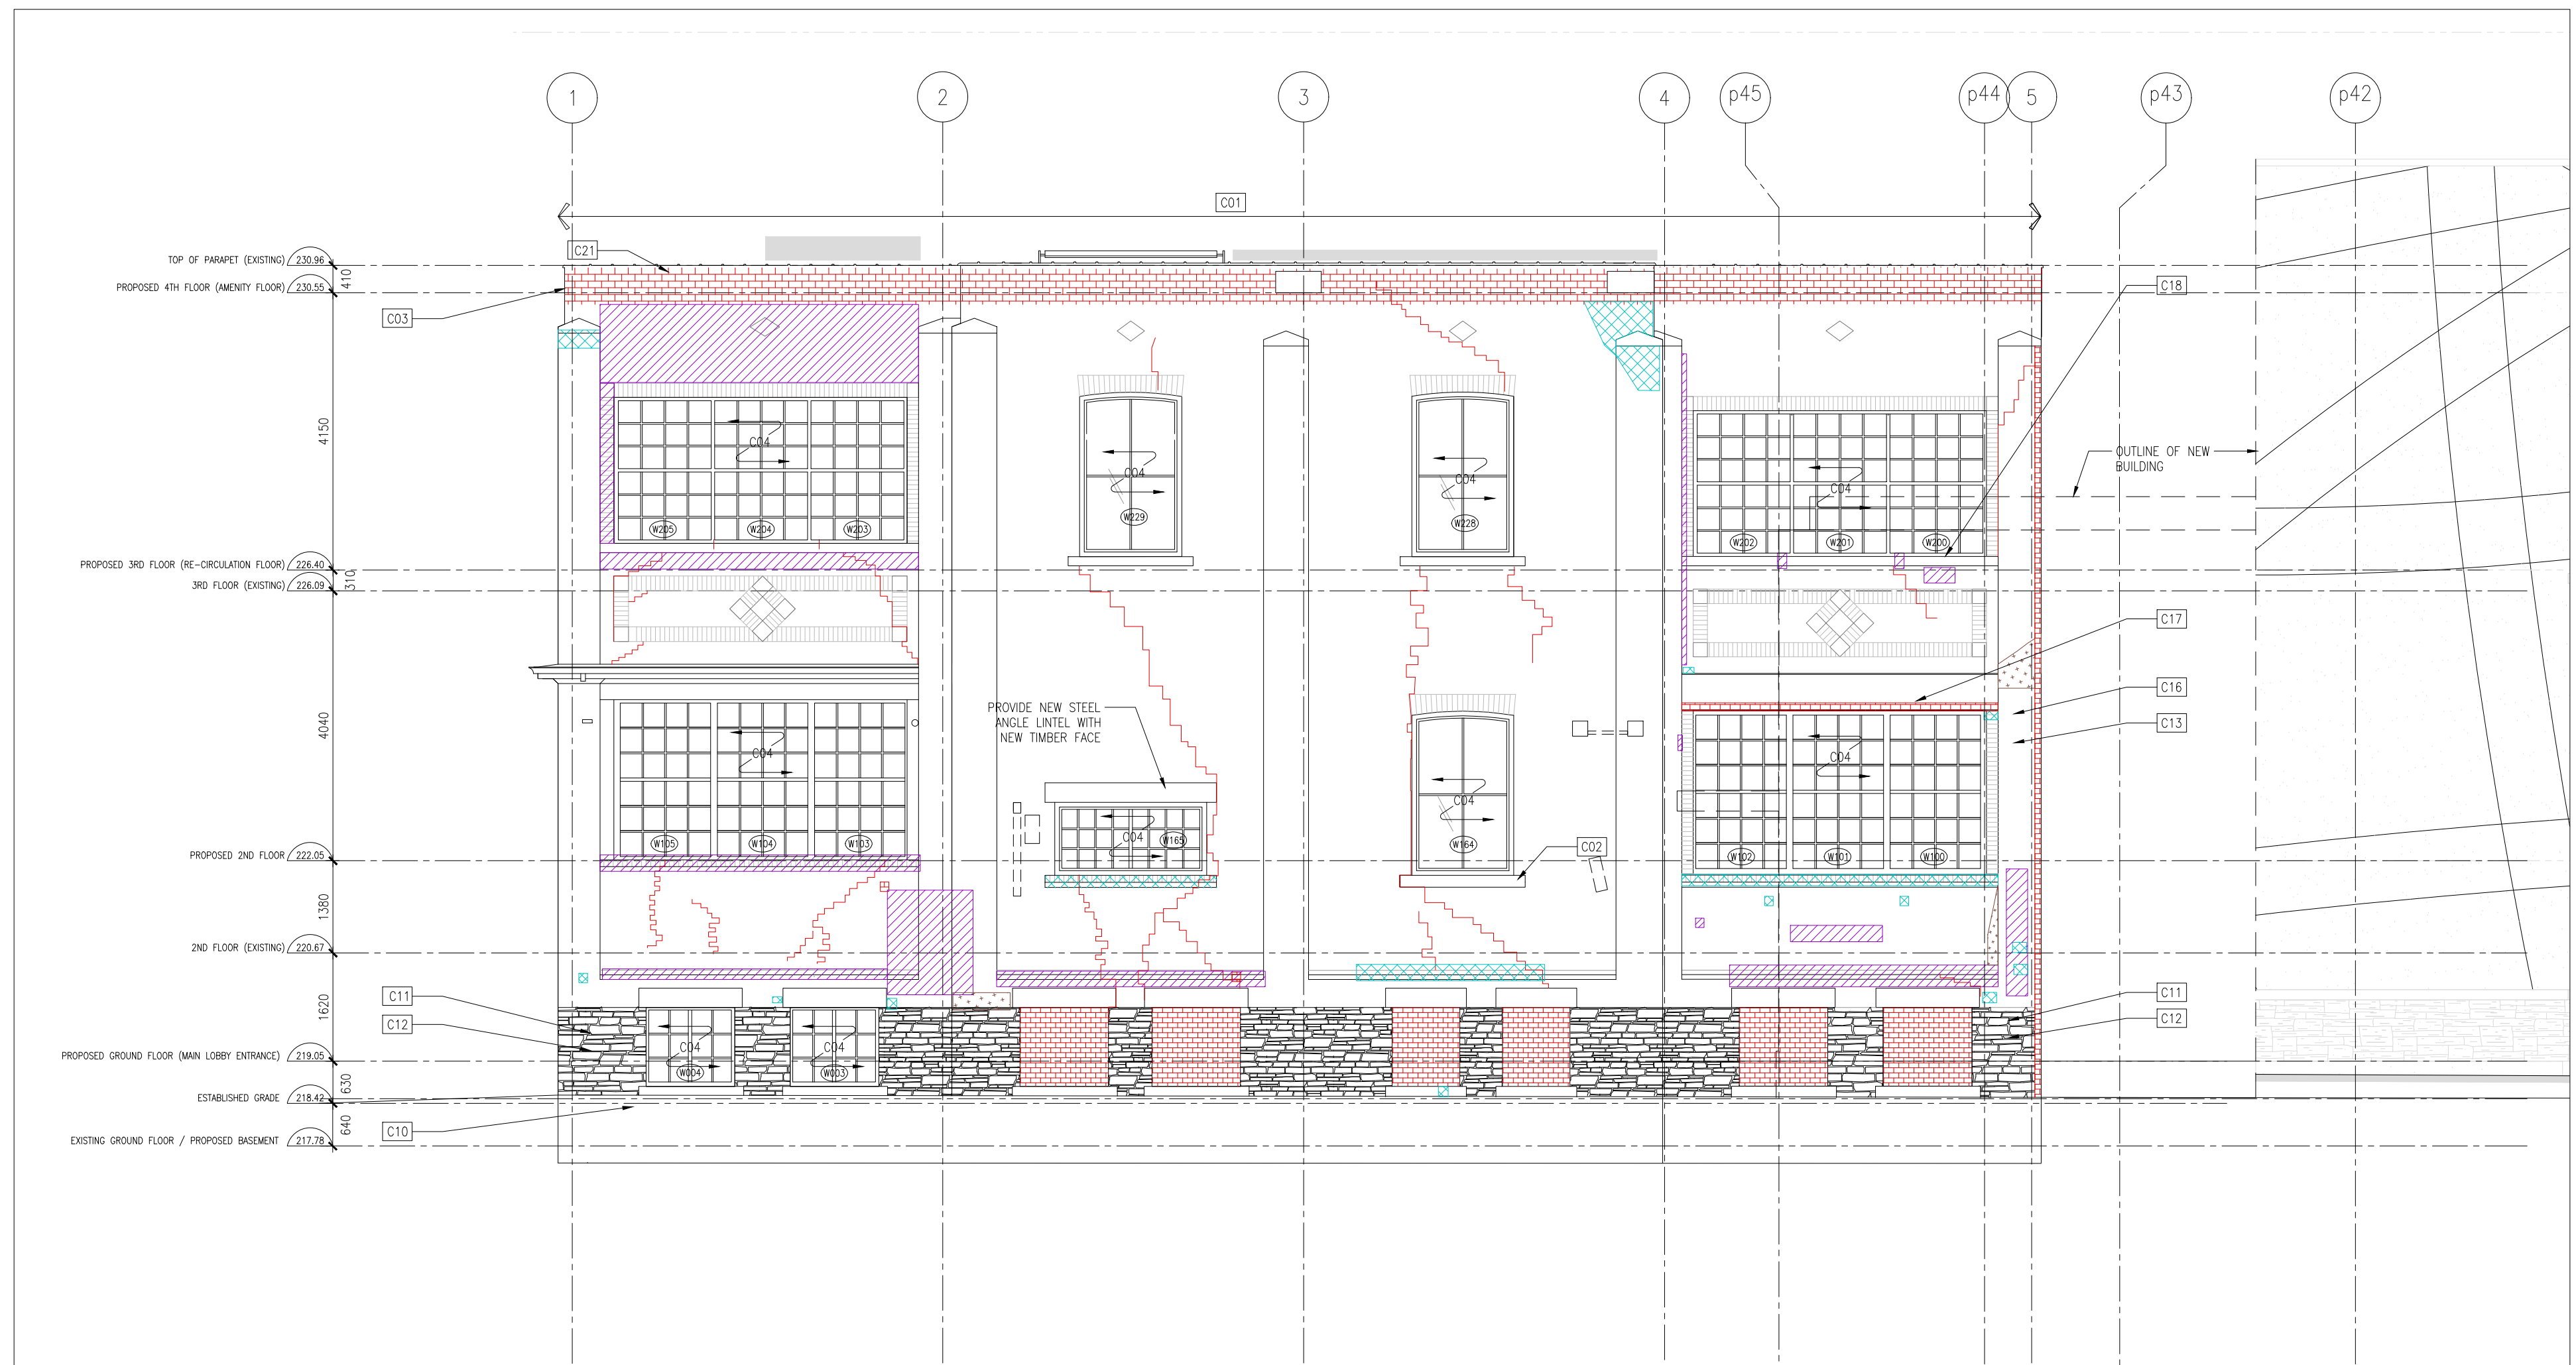 1
2
3
4
p45
p44
5
p43
p42
C01
C21
TOP OF PARAPET (EXISTING) 230.96
410
PROPOSED 4TH FLOOR (AMENITY FLOOR) 230.55
C18
C03
4150
C04
C04
C04
C04
OUTLINE OF NEW
BUILDING
W205
W204
W203
W229
W228
W202
W201
W200
PROPOSED 3RD FLOOR (RE-CIRCULATION FLOOR) 226.40
310
3RD FLOOR (EXISTING) 226.09
C17
C16
PROVIDE NEW STEEL
ANGLE LINTEL WITH
NEW TIMBER FACE
C13
4040
C04
C04
C04
C04
W105
W104
W103
W165
W164
C02
W102
W101
W100
PROPOSED 2ND FLOOR 222.05
1380
2ND FLOOR (EXISTING) 220.67
C11
C11
1620
C12
C12
C04
C04
PROPOSED GROUND FLOOR (MAIN LOBBY ENTRANCE) 219.05
W004
W003
630
ESTABLISHED GRADE 218.42
640
C10
EXISTING GROUND FLOOR / PROPOSED BASEMENT 217.78